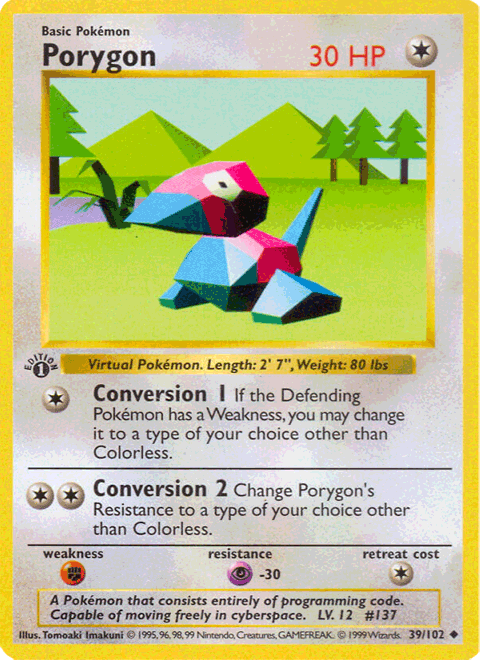 Basic Pokémon
Porygon 30 HP
EDITION
1
Virtual Pokémon. Length: 2' 7", Weight: 80 lbs
Conversion 1 If the Defending
Pokémon has a Weakness, you may change
it to a type of your choice other than
Colorless.
Conversion 2 Change Porygon's
Resistance to a type of your choice other
than Colorless.
weakness resistance retreat cost
-30
A Pokémon that consists entirely of programming code.
Capable of moving freely in cyberspace. LV. 12 #137
Illus. Tomoaki Imakuni © 1995, 96, 98, 99 Nintendo, Creatures, GAMEFREAK. © 1999 Wizards. 39/102